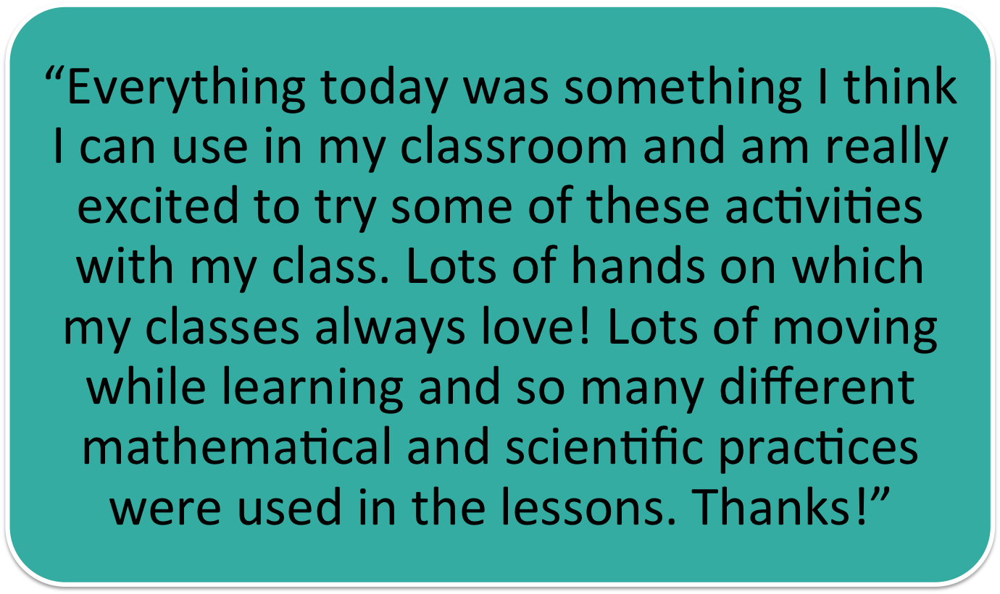 “Everything today was something I think
I can use in my classroom and am really
excited to try some of these activities
with my class. Lots of hands on which
my classes always love! Lots of moving
while learning and so many different
mathematical and scientific practices
were used in the lessons. Thanks!”